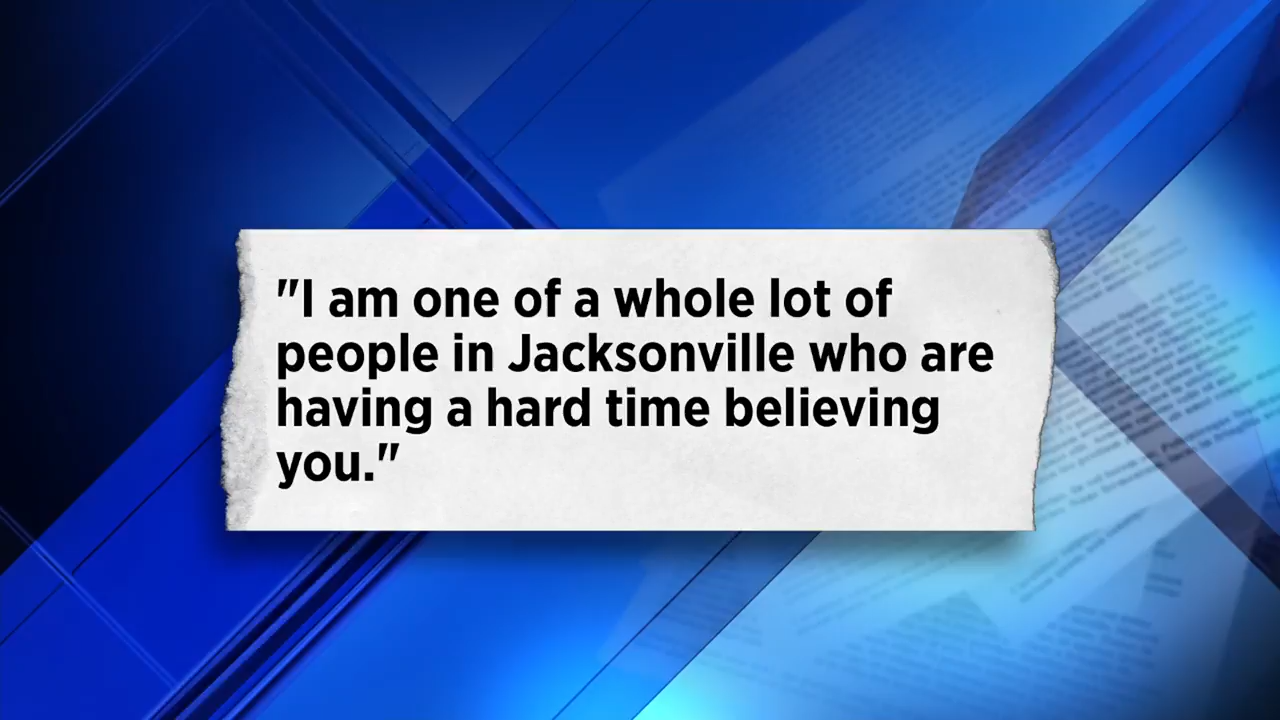 "I am one of a whole lot of
people in Jacksonville who are
having a hard time believing
you."